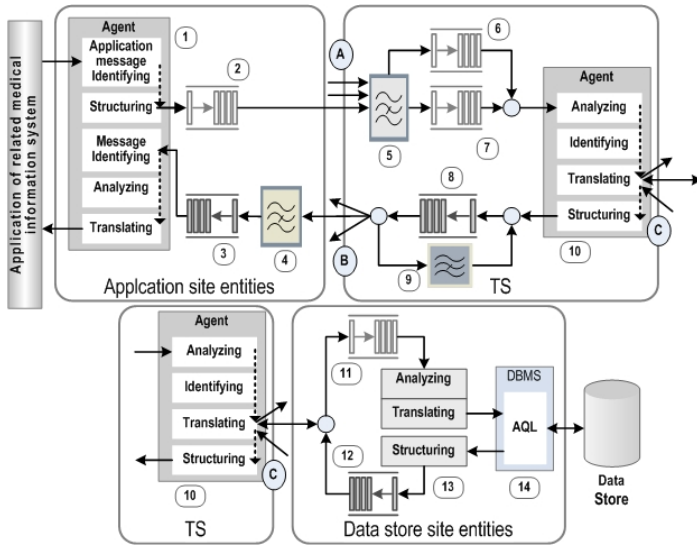 Application of related medical
information system
Agent
Application
message
Identifying
Structuring
Message
Identifying
Analyzing
Translating
1
2
3
4
Applcation site entities
A
B
5
6
7
8
9
Agent
Analyzing
Identifying
Translating
Structuring
10
C
TS
Agent
Analyzing
Identifying
Translating
Structuring
10
C
TS
11
12
Analyzing
Translating
Structuring
13
DBMS
AQL
14
Data
Store
Data store site entities